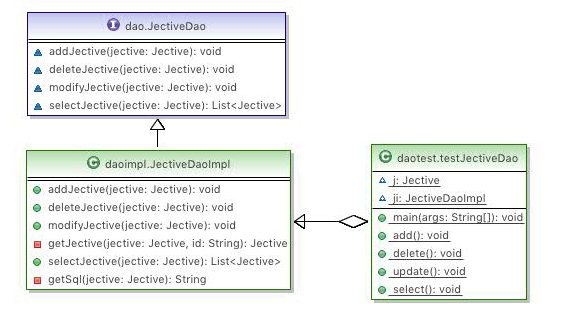 I dao.JectiveDao
addJective(jective: Jective): void
deleteJective(jective: Jective): void
modifyJective(jective: Jective): void
selectJective(jective: Jective): List<Jective>
C daoimpl.JectiveDaoImpl
addJective(jective: Jective): void
deleteJective(jective: Jective): void
modifyJective(jective: Jective): void
getJective(jective: Jective, id: String): Jective
selectJective(jective: Jective): List<Jective>
getSql(jective: Jective): String
C daotest.testJectiveDao
j: Jective
ji: JectiveDaoImpl
main(args: String[]): void
add(): void
delete(): void
update(): void
select(): void